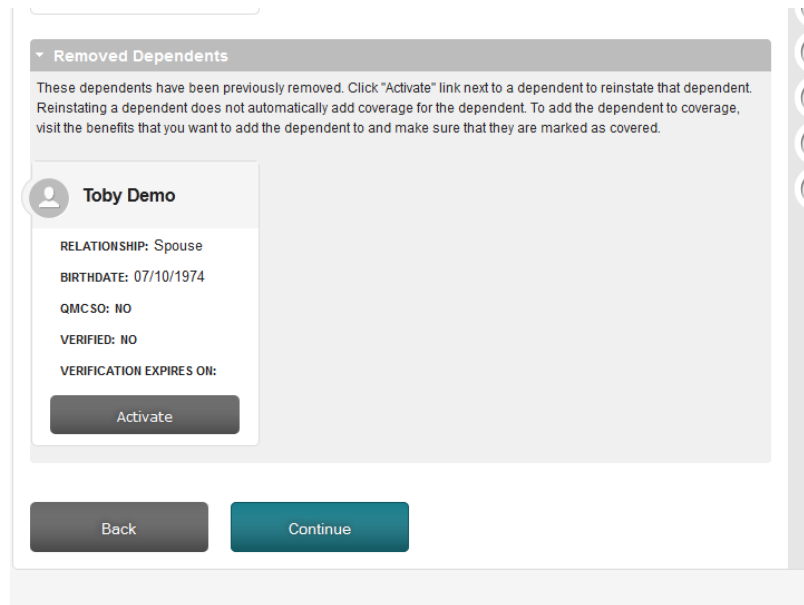 Removed Dependents
These dependents have been previously removed. Click "Activate" link next to a dependent to reinstate that dependent.
Reinstating a dependent does not automatically add coverage for the dependent. To add the dependent to coverage,
visit the benefits that you want to add the dependent to and make sure that they are marked as covered.
Toby Demo
RELATIONSHIP: Spouse
BIRTHDATE: 07/10/1974
QMCSO: NO
VERIFIED: NO
VERIFICATION EXPIRES ON:
Activate
Back
Continue